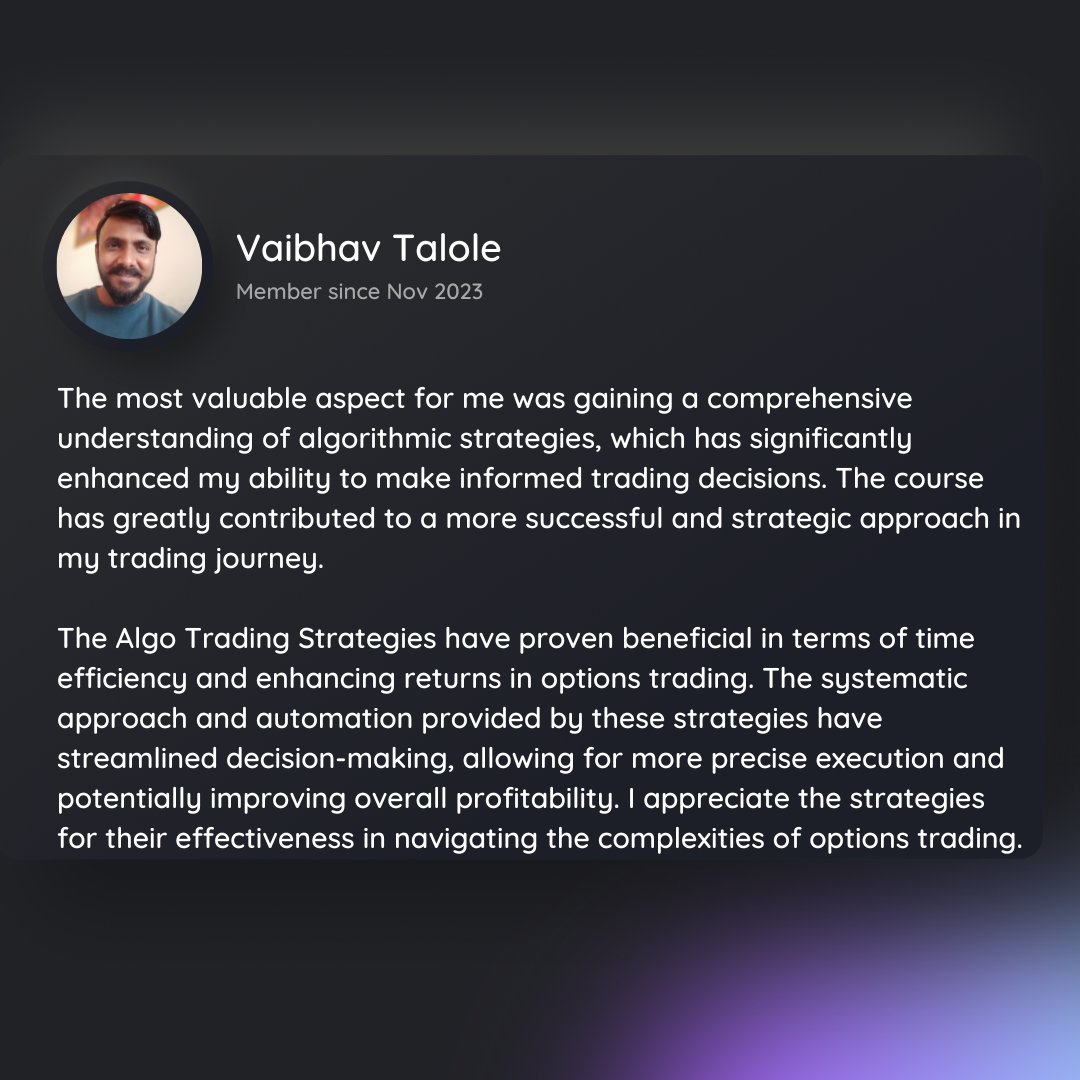 Vaibhav Talole
Member since Nov 2023
The most valuable aspect for me was gaining a comprehensive
understanding of algorithmic strategies, which has significantly
enhanced my ability to make informed trading decisions. The course
has greatly contributed to a more successful and strategic approach in
my trading journey.
The Algo Trading Strategies have proven beneficial in terms of time
efficiency and enhancing returns in options trading. The systematic
approach and automation provided by these strategies have
streamlined decision-making, allowing for more precise execution and
potentially improving overall profitability. I appreciate the strategies
for their effectiveness in navigating the complexities of options trading.